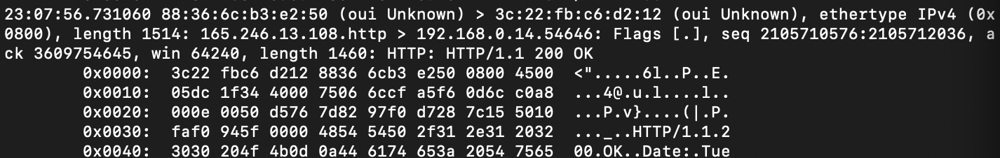 23:07:56.731060 88:36:6c:b3:e2:50 (oui Unknown) > 3c:22:fb:c6:d2:12 (oui Unknown), ethertype IPv4 (0x
0800), length 1514: 165.246.13.108.http > 192.168.0.14.54646: Flags [.], seq 2105710576:2105712036, a
ck 3609754645, win 64240, length 1460: HTTP: HTTP/1.1 200 OK
0x0000:  3c22 fbc6 d212 8836 6cb3 e250 0800 4500  <".....6l..P..E.
0x0010:  05dc 1f34 4000 7506 6ccf a5f6 0d6c c0a8  ...4@.u.l....l..
0x0020:  000e 0050 d576 7d82 97f0 d728 7c15 5010  ...P.v}....(|.P.
0x0030:  faf0 945f 0000 4854 5450 2f31 2e31 2032  ..._..HTTP/1.1.2
0x0040:  3030 204f 4b0d 0a44 6174 653a 2054 7565  00.OK..Date:.Tue